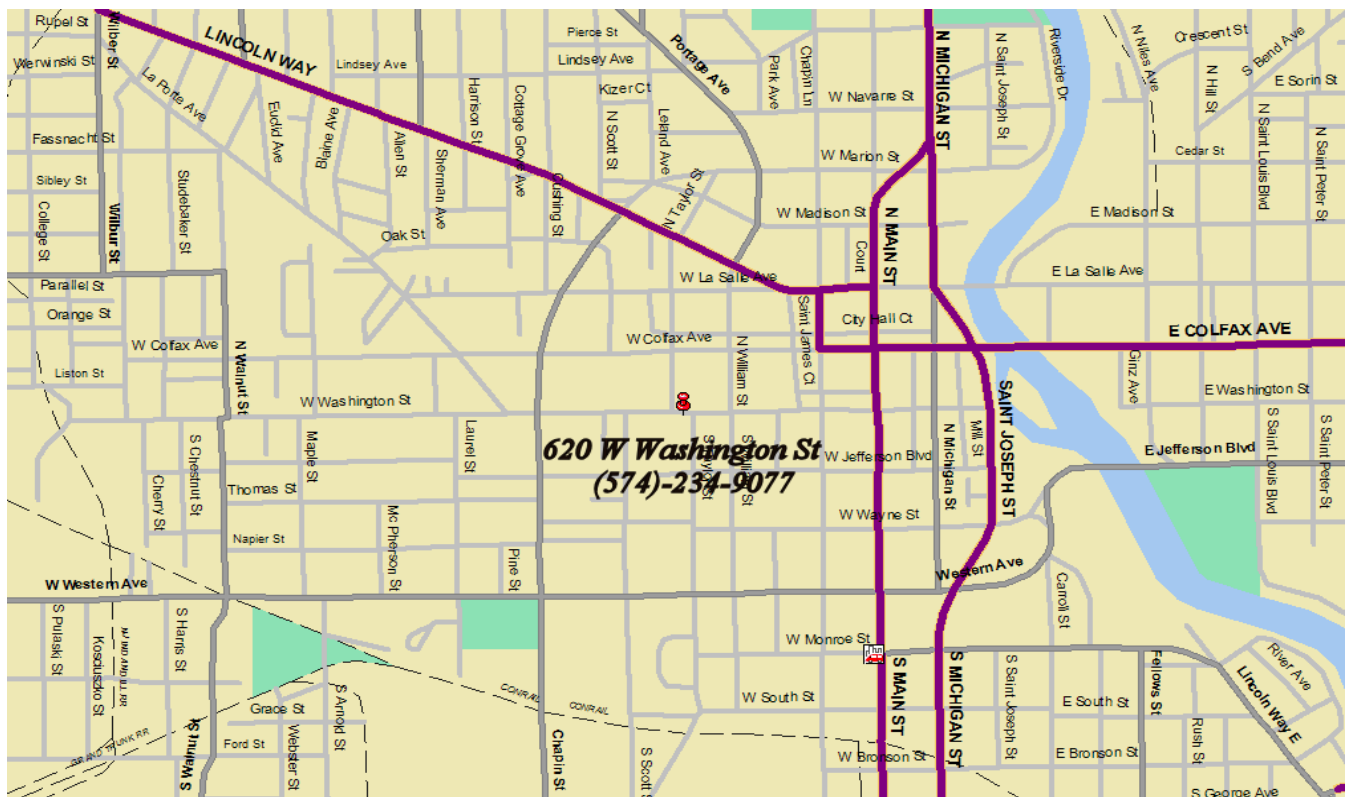 Rupel St
Wilber St
LINCOLN WAY
Pierce St
Portage Ave
Park Ave
Chapin Ln
N MICHIGAN ST
N Saint Joseph St
Riverside Dr
N Niles Ave
Crescent St
S Bend Ave
Werwinski St
La Porte Ave
Lindsey Ave
Lindsey Ave
Kizer Ct
W Navarre St
N Hill St
E Sorin St
Fassnacht St
Euclid Ave
Blaine Ave
Allen St
Harrison St
Sherman Ave
Cottage Grove Ave
N Scott St
Leland Ave
W Marion St
Cedar St
N Saint Louis Blvd
N Saint Peter St
Sibley St
College St
Wilbur St
Studebaker St
Oak St
Cushing St
N Taylor St
W Madison St
Court
N MAIN ST
E Madison St
Parallel St
W La Salle Ave
E La Salle Ave
Orange St
W Colfax Ave
N Walnut St
W Colfax Ave
N William St
Saint James Ct
City Hall Ct
E COLFAX AVE
Liston St
W Washington St
Ginz Ave
E Washington St
SAINT JOSEPH ST
620 W Washington St
(574)-234-9077
S Chestnut St
Cherry St
Maple St
Laurel St
S Taylor St
S William St
W Jefferson Blvd
N Michigan St
Mill St
E Jefferson Blvd
S Saint Louis Blvd
S Saint Peter St
Thomas St
Napier St
Mc Pherson St
Pine St
W Wayne St
W Western Ave
Western Ave
Carroll St
S Pulaski St
Kosciuszko St
S Harris St
W Monroe St
Fellows St
River Ave
Lincoln Way E
CONRAIL
CONRAIL
W South St
S MAIN ST
S MICHIGAN ST
S Saint Joseph St
E South St
Grace St
S Arnold St
Ford St
Webster St
GRAND TRUNK RR
S Walnut St
Chapin St
S Scott S
W Bronson St
E Bronson St
Rush St
S George Ave